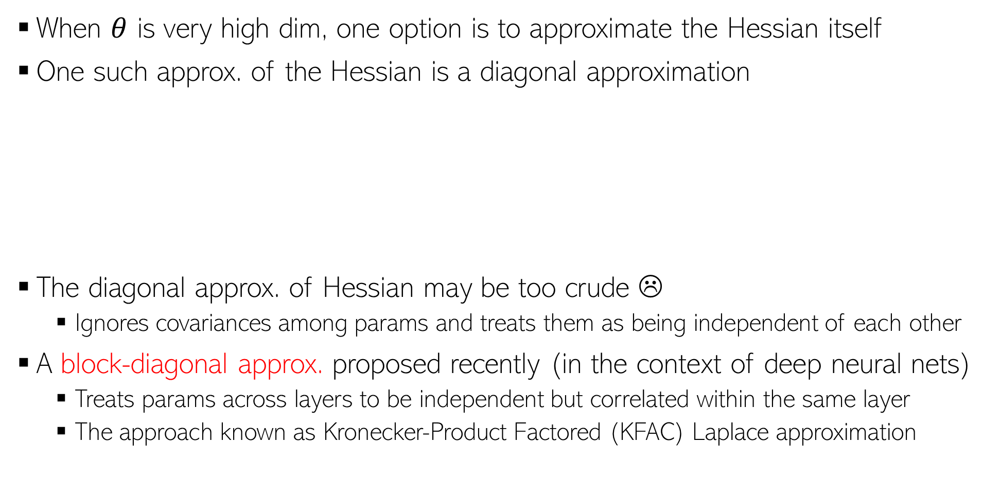 ▪ When θ is very high dim, one option is to approximate the Hessian itself
▪ One such approx. of the Hessian is a diagonal approximation
▪ The diagonal approx. of Hessian may be too crude ☹
▪ Ignores covariances among params and treats them as being independent of each other
▪ A block-diagonal approx. proposed recently (in the context of deep neural nets)
▪ Treats params across layers to be independent but correlated within the same layer
▪ The approach known as Kronecker-Product Factored (KFAC) Laplace approximation